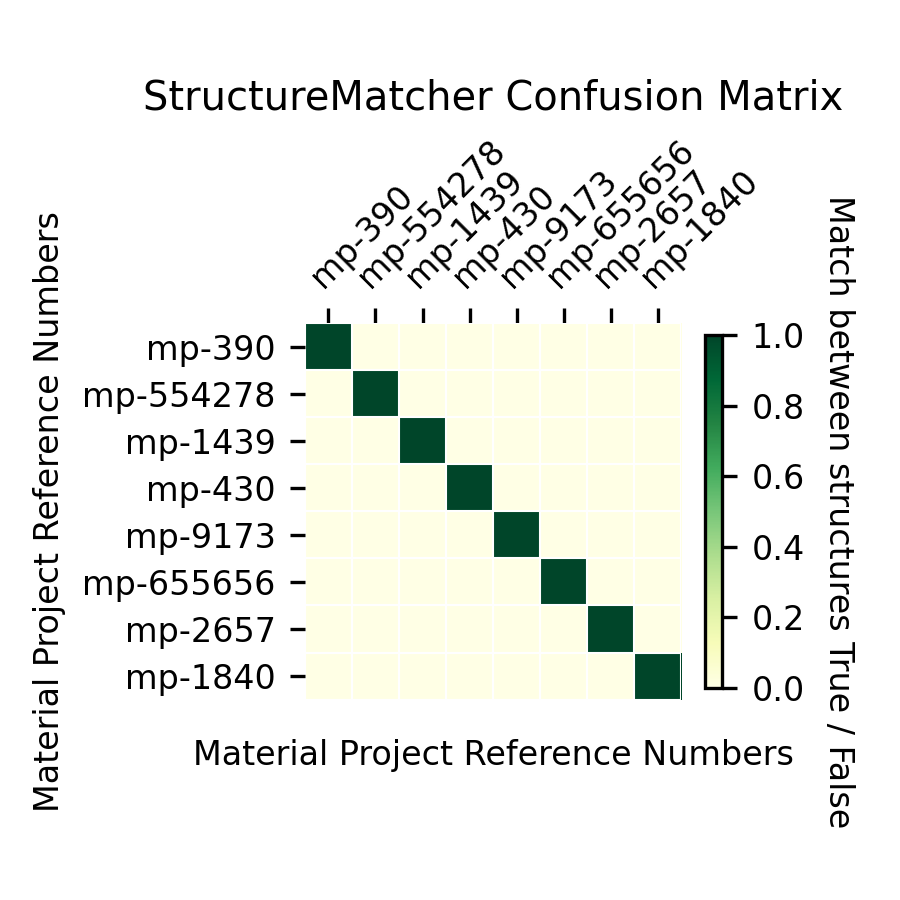 StructureMatcher Confusion Matrix
mp-390
mp-554278
mp-1439
mp-430
mp-9173
mp-655656
mp-2657
mp-1840
Material Project Reference Numbers
mp-390
mp-554278
mp-1439
mp-430
mp-9173
mp-655656
mp-2657
mp-1840
Material Project Reference Numbers
1.0
0.8
0.6
0.4
0.2
0.0
Match between structures True / False